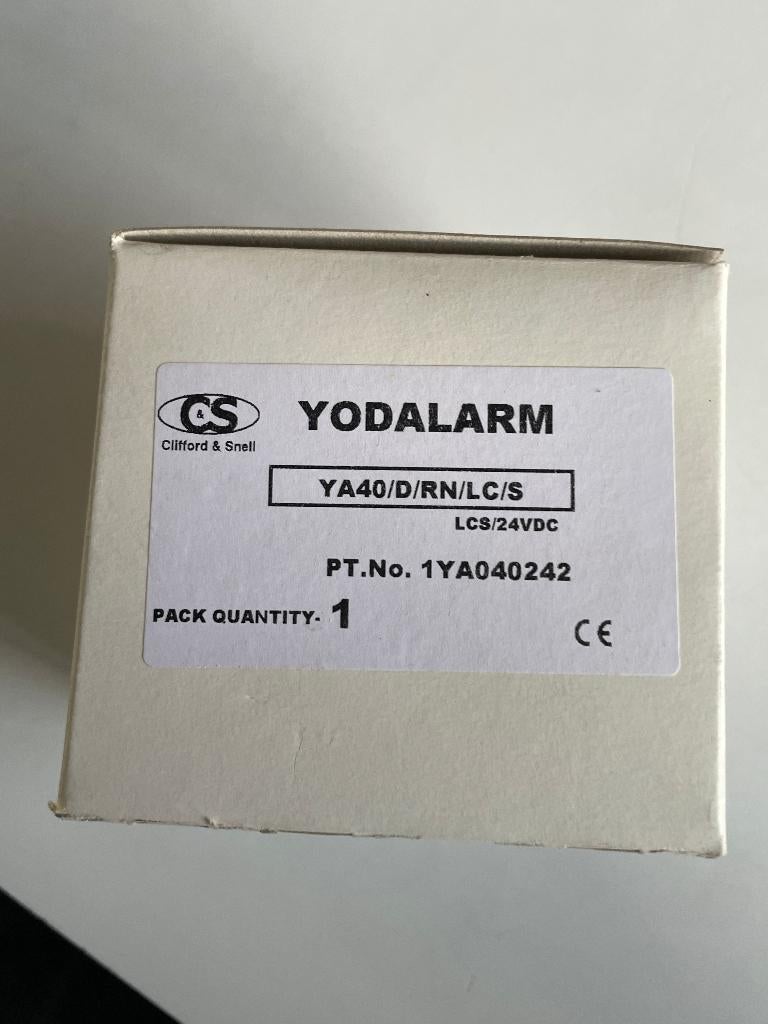 C&S
Clifford & Snell
YODALARM
YA40/D/RN/LC/S
LCS/24VDC
PT.No. 1YA040242
PACK QUANTITY- 1
CE